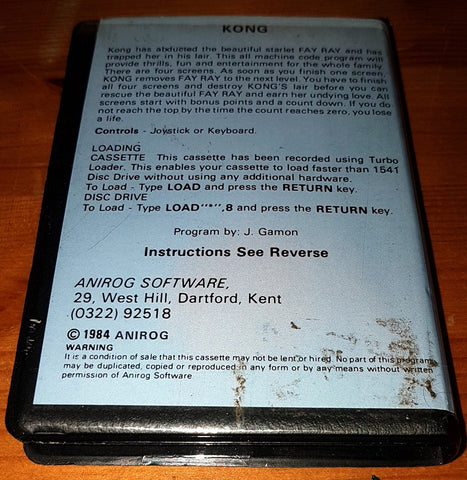 KONG
Kong has abducted the beautiful starlet FAY RAY and has
trapped her in his lair. This all machine code program will
provide thrills, fun and entertainment for the whole family.
There are four screens. As soon as you finish one screen,
KONG removes FAY RAY to the next level. You have to finish
all four screens and destroy KONG'S lair before you can
rescue the beautiful FAY RAY and earn her undying love. All
screens start with bonus points and a count down. If you do
not reach the top by the time the count reaches zero, you lose
a life.
Controls - Joystick or Keyboard.
LOADING
CASSETTE This cassette has been recorded using Turbo
Loader. This enables your cassette to load faster than 1541
Disc Drive without using any additional hardware.
To Load - Type LOAD and press the RETURN key.
DISC DRIVE
To Load - Type LOAD"*",8 and press the RETURN key.
Program by: J. Gamon
Instructions See Reverse
ANIROG SOFTWARE,
29, West Hill, Dartford, Kent
(0322) 92518
© 1984 ANIROG
WARNING
It is a condition of sale that this cassette may not be lent or hired. No part of this program
may be duplicated, copied or reproduced in any form or by any means without written
permission of Anirog Software.